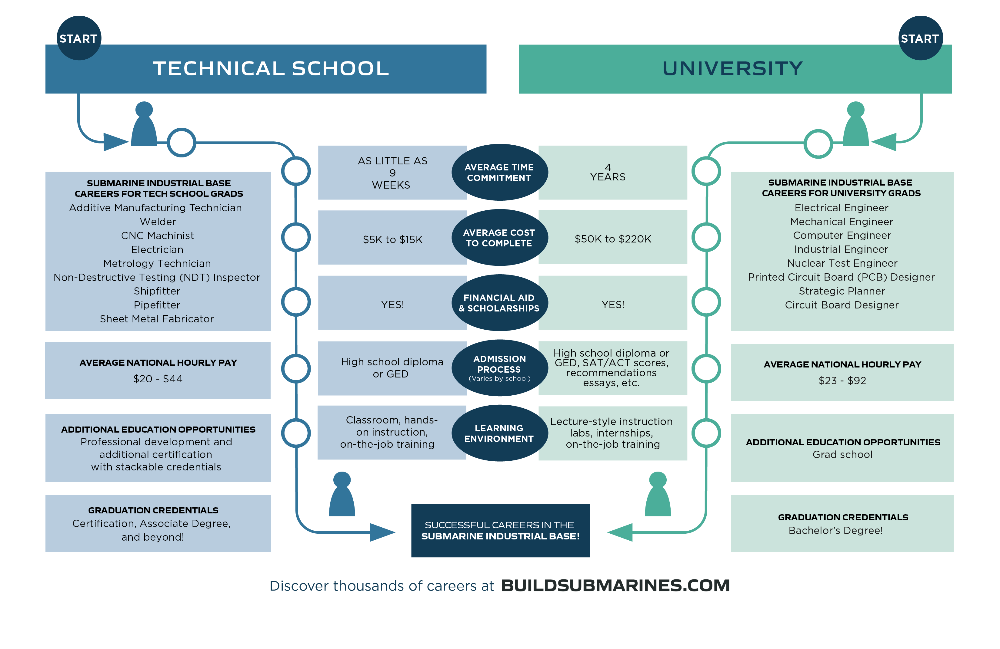 START
TECHNICAL SCHOOL
START
UNIVERSITY
SUBMARINE INDUSTRIAL BASE
CAREERS FOR TECH SCHOOL GRADS
Additive Manufacturing Technician
Welder
CNC Machinist
Electrician
Metrology Technician
Non-Destructive Testing (NDT) Inspector
Shipfitter
Pipefitter
Sheet Metal Fabricator
AVERAGE NATIONAL HOURLY PAY
$20 - $44
ADDITIONAL EDUCATION OPPORTUNITIES
Professional development and
additional certification
with stackable credentials
GRADUATION CREDENTIALS
Certification, Associate Degree,
and beyond!
AS LITTLE AS
9
WEEKS
AVERAGE TIME
COMMITMENT
4
YEARS
$5K to $15K
AVERAGE COST
TO COMPLETE
$50K to $220K
YES!
FINANCIAL AID
& SCHOLARSHIPS
YES!
High school diploma
or GED
ADMISSION
PROCESS
(Varies by school)
High school diploma or
GED, SAT/ACT scores,
recommendations
essays, etc.
Classroom, hands-
on instruction,
on-the-job training
LEARNING
ENVIRONMENT
Lecture-style instruction
labs, internships,
on-the-job training
SUBMARINE INDUSTRIAL BASE
CAREERS FOR UNIVERSITY GRADS
Electrical Engineer
Mechanical Engineer
Computer Engineer
Industrial Engineer
Nuclear Test Engineer
Printed Circuit Board (PCB) Designer
Strategic Planner
Circuit Board Designer
AVERAGE NATIONAL HOURLY PAY
$23 - $92
ADDITIONAL EDUCATION OPPORTUNITIES
Grad school
GRADUATION CREDENTIALS
Bachelor’s Degree!
SUCCESSFUL CAREERS IN THE
SUBMARINE INDUSTRIAL BASE!
Discover thousands of careers at BUILDSUBMARINES.COM